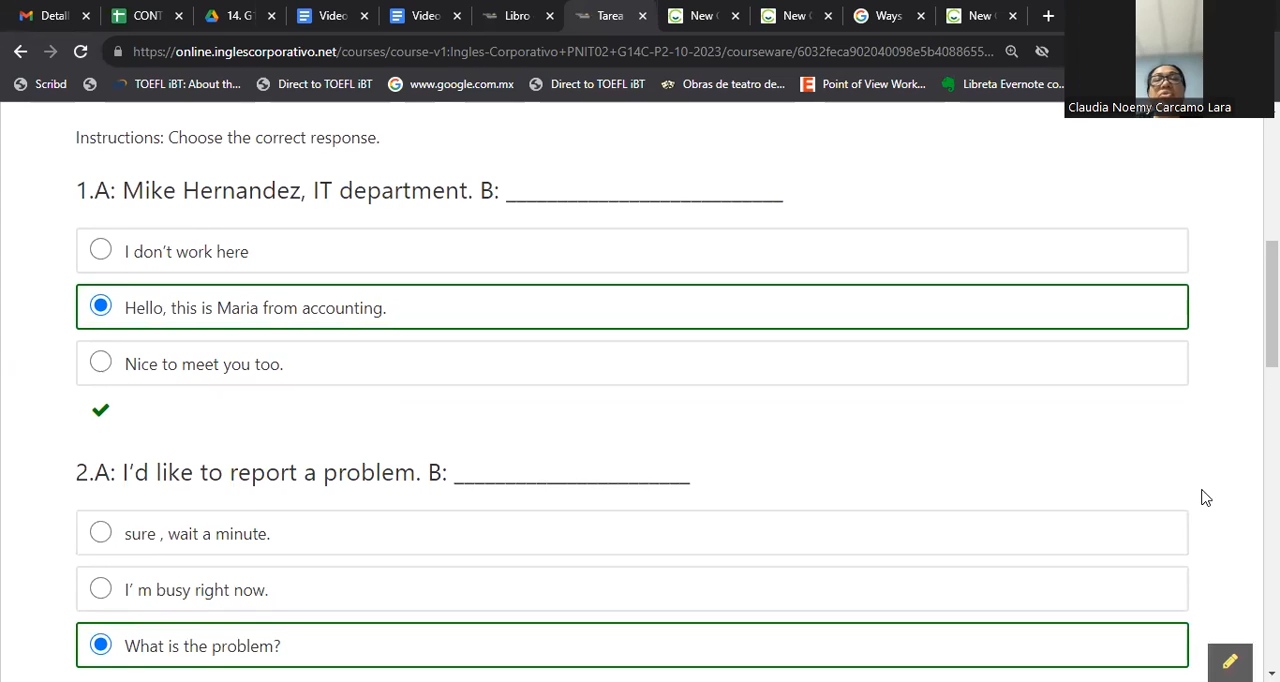 Detall
CONT
14. G
Video
Video
Libro
Tarea
New
New
Ways
New
https://online.inglescorporativo.net/courses/course-v1:Ingles-Corporativo+PNIT02+G14C-P2-10-2023/courseware/6032feca902040098e5b4088655...
Scribd
TOEFL iBT: About th...
Direct to TOEFL iBT
www.google.com.mx
Direct to TOEFL iBT
Obras de teatro de...
Point of View Work...
Libreta Evernote co...
Claudia Noemy Carcamo Lara
Instructions: Choose the correct response.
1.A: Mike Hernandez, IT department. B: ___________________________
I don’t work here
Hello, this is Maria from accounting.
Nice to meet you too.
2.A: I’d like to report a problem. B: _______________________
sure , wait a minute.
I’ m busy right now.
What is the problem?